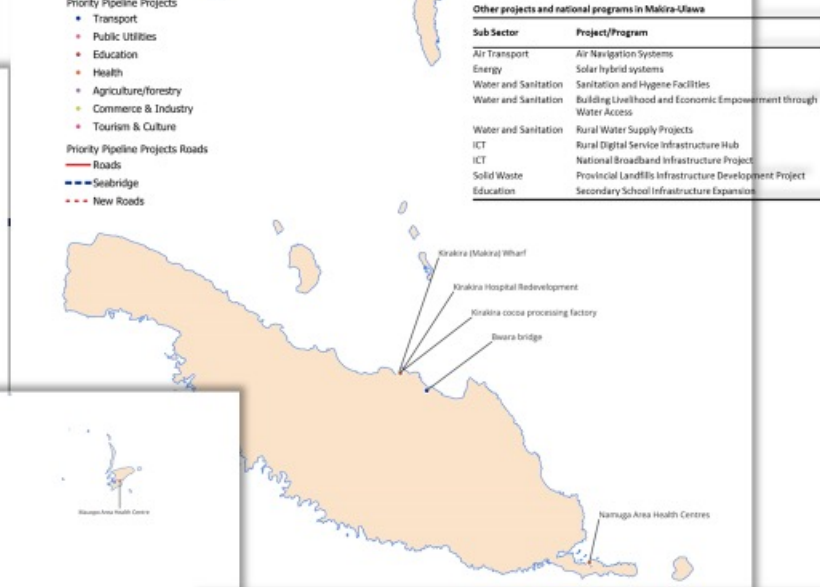 Priority Pipeline Projects
Transport
Public Utilities
Education
Health
Agriculture/forestry
Commerce & Industry
Tourism & Culture
Priority Pipeline Projects Roads
Roads
Seabridge
New Roads
Other projects and national programs in Makira-Ulawa
Sub Sector Project/Program
Air Transport Air Navigation Systems
Energy Solar hybrid systems
Water and Sanitation Sanitation and Hygiene Facilities
Water and Sanitation Building Livelihood and Economic Empowerment through
Water Access
Water and Sanitation Rural Water Supply Projects
ICT Rural Digital Service Infrastructure Hub
ICT National Broadband Infrastructure Project
Solid Waste Provincial Landfills Infrastructure Development Project
Education Secondary School Infrastructure Expansion
Kirakira (Makira) Wharf
Kirakira Hospital Redevelopment
Kirakira cocoa processing factory
Bwara bridge
Namuga Area Health Centres
Area Health Centre